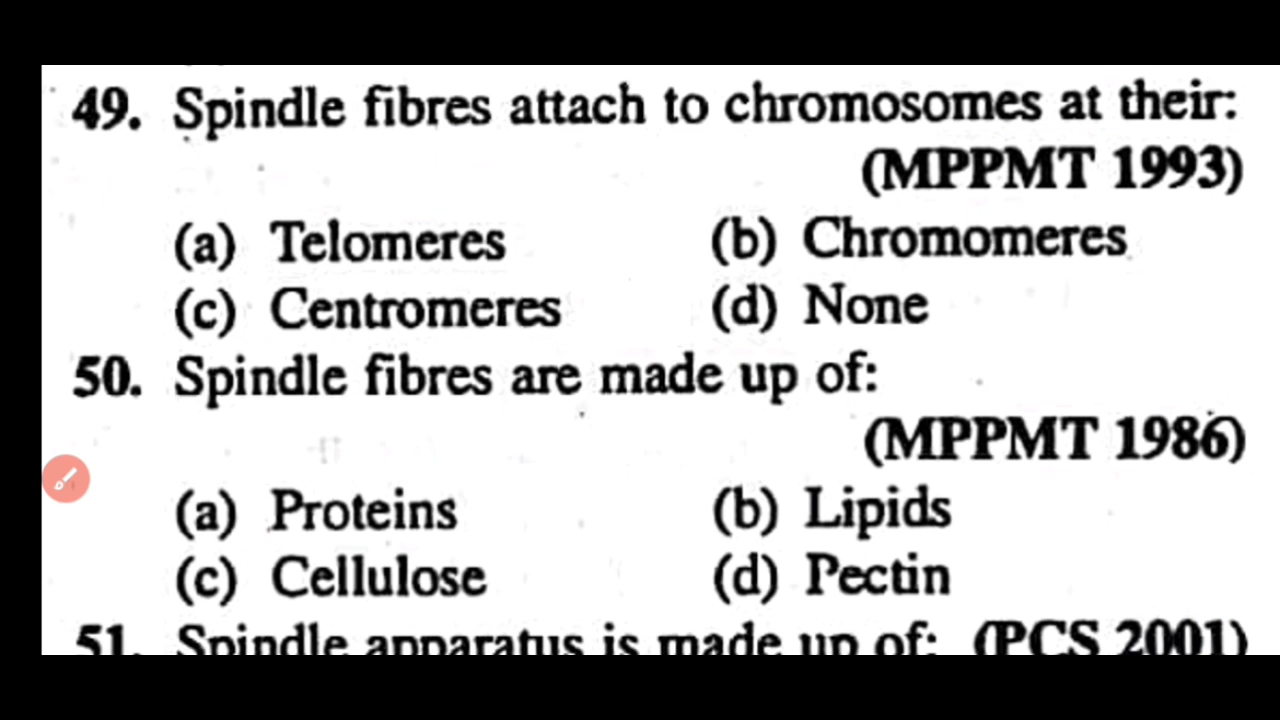 49. Spindle fibres attach to chromosomes at their:
(MPPMT 1993)
(a) Telomeres (b) Chromomeres
(c) Centromeres (d) None
50. Spindle fibres are made up of:
(MPPMT 1986)
(a) Proteins (b) Lipids
(c) Cellulose (d) Pectin
51. Spindle apparatus is made up of: (PCS 2001)